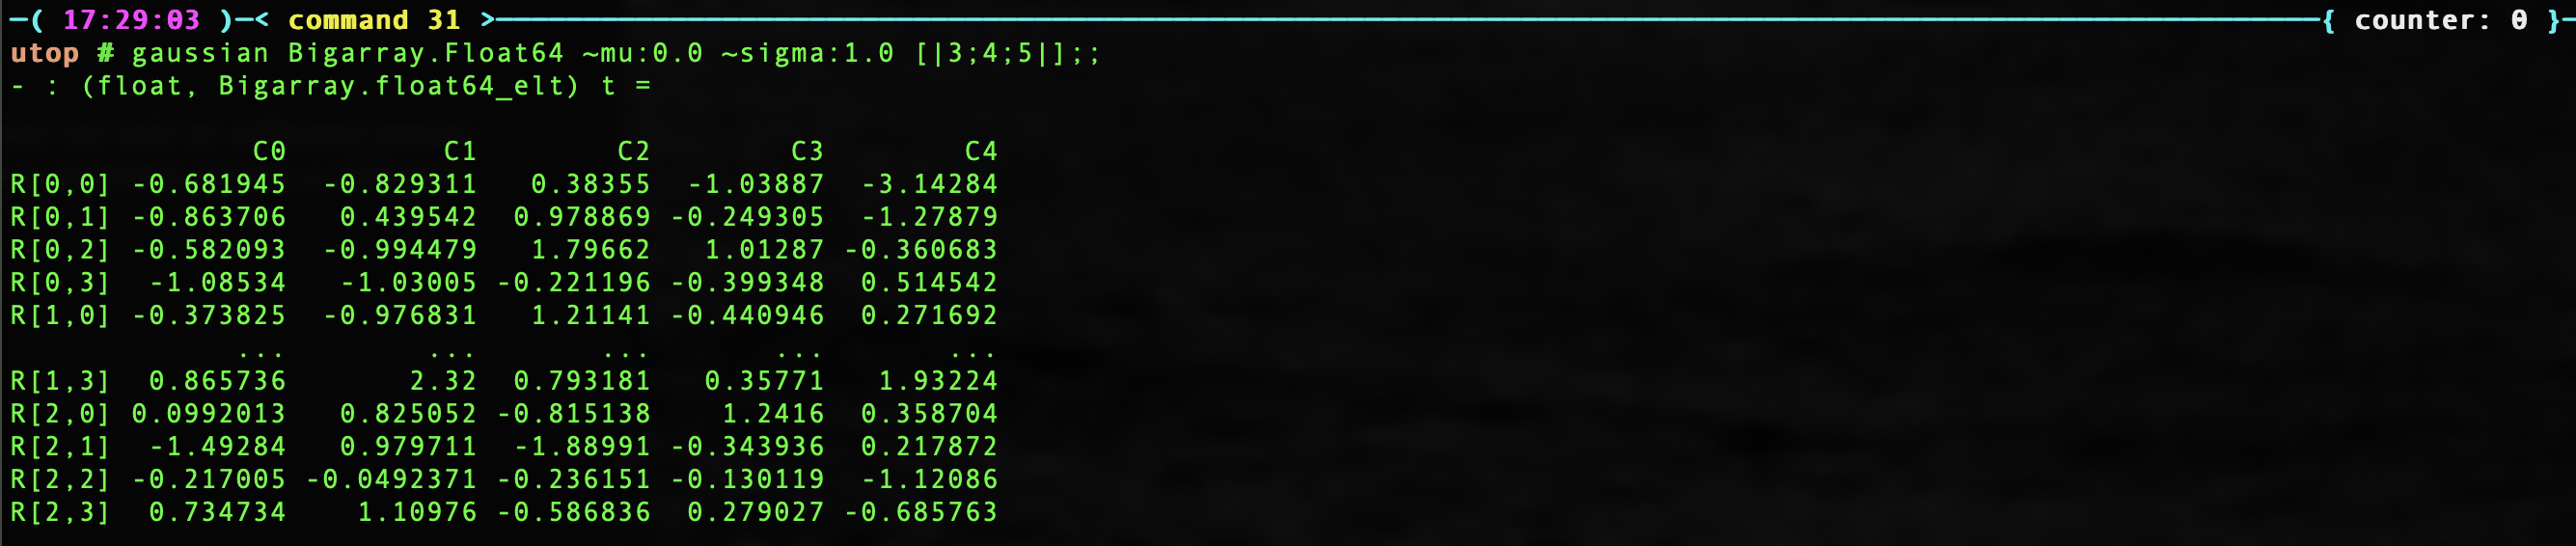 ─( 17:29:03 )─< command 31 >─{ counter: 0 }─
utop # gaussian Bigarray.Float64 ~mu:0.0 ~sigma:1.0 [|3;4;5|];;
- : (float, Bigarray.float64_elt) t =
C0 C1 C2 C3 C4
R[0,0] -0.681945 -0.829311 0.38355 -1.03887 -3.14284
R[0,1] -0.863706 0.439542 0.978869 -0.249305 -1.27879
R[0,2] -0.582093 -0.994479 1.79662 1.01287 -0.360683
R[0,3] -1.08534 -1.03005 -0.221196 -0.399348 0.514542
R[1,0] -0.373825 -0.976831 1.21141 -0.440946 0.271692
... ... ... ... ...
R[1,3] 0.865736 2.32 0.793181 0.35771 1.93224
R[2,0] 0.0992013 0.825052 -0.815138 1.2416 0.358704
R[2,1] -1.49284 0.979711 -1.88991 -0.343936 0.217872
R[2,2] -0.217005 -0.0492371 -0.236151 -0.130119 -1.12086
R[2,3] 0.734734 1.10976 -0.586836 0.279027 -0.685763